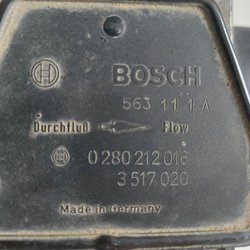 BOSCH
563 11 1 A
Durchfluß Flow
0 280 212 016
3 517 020
Made in Germany